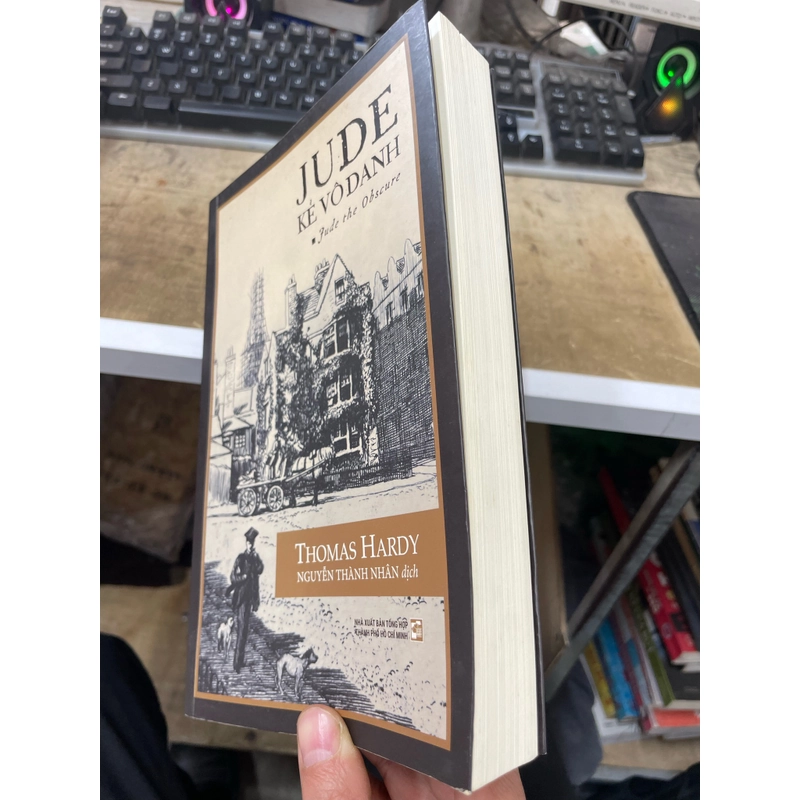 JUDE
KẺ VÔ DANH
Jude the Obscure
THOMAS HARDY
NGUYỄN THÀNH NHÂN dịch
NHÀ XUẤT BẢN TỔNG HỢP
THÀNH PHỐ HỒ CHÍ MINH